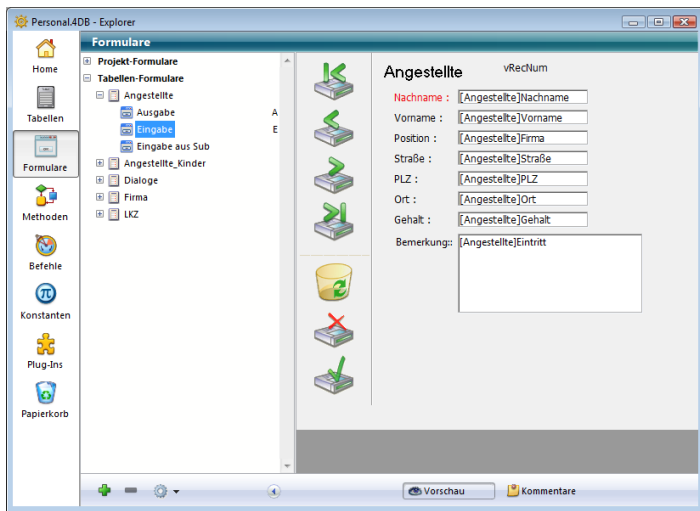 Personal.4DB - Explorer
Formulare
Home
Tabellen
Formulare
Methoden
Befehle
Konstanten
Plug-Ins
Papierkorb
Projekt-Formulare
Tabellen-Formulare
Angestellte
Ausgabe A
Eingabe E
Eingabe aus Sub
Angestellte_Kinder
Dialoge
Firma
LKZ
Angestellte vRecNum
Nachname : [Angestellte]Nachname
Vorname : [Angestellte]Vorname
Position : [Angestellte]Firma
Straße : [Angestellte]Straße
PLZ : [Angestellte]PLZ
Ort : [Angestellte]Ort
Gehalt : [Angestellte]Gehalt
Bemerkung:: [Angestellte]Eintritt
Vorschau Kommentare